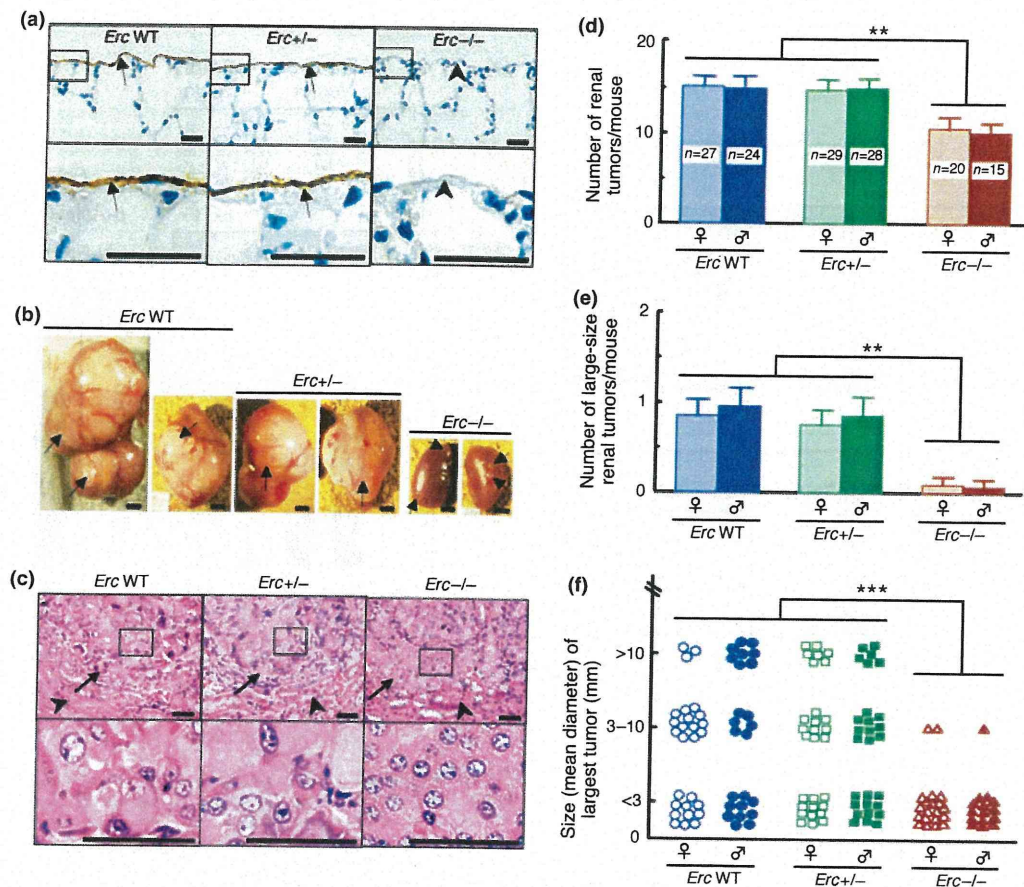 (a)
Erc WT Erc+/– Erc–/–
(b)
Erc WT
Erc+/–
Erc–/–
(c)
Erc WT Erc+/– Erc–/–
(d)
Number of renal
tumors/mouse
20
10
0
**
n=27 n=24 n=29 n=28 n=20 n=15
♀ ♂ ♀ ♂ ♀ ♂
Erc WT Erc+/– Erc–/–
(e)
Number of large-size
renal tumors/mouse
2
1
0
**
♀ ♂ ♀ ♂ ♀ ♂
Erc WT Erc+/– Erc–/–
(f)
Size (mean diameter) of
largest tumor (mm)
***
>10
3–10
<3
0
♀ ♂ ♀ ♂ ♀ ♂
Erc WT Erc+/– Erc–/–